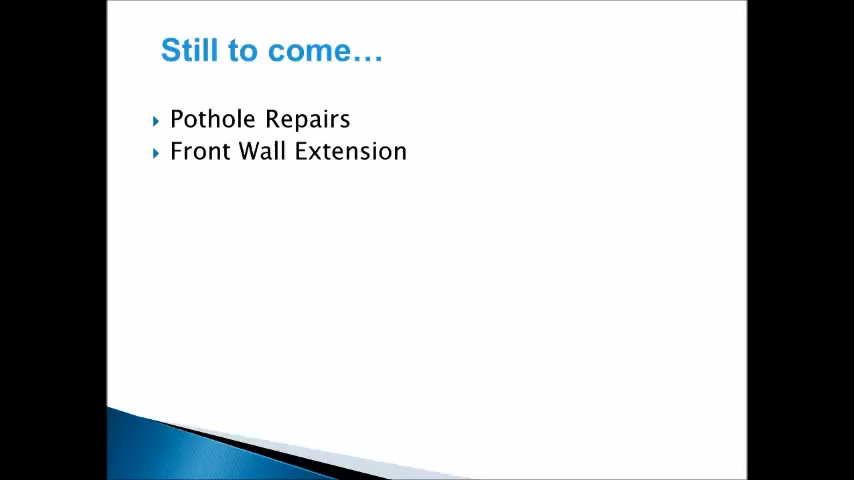 Still to come…
Pothole Repairs
Front Wall Extension